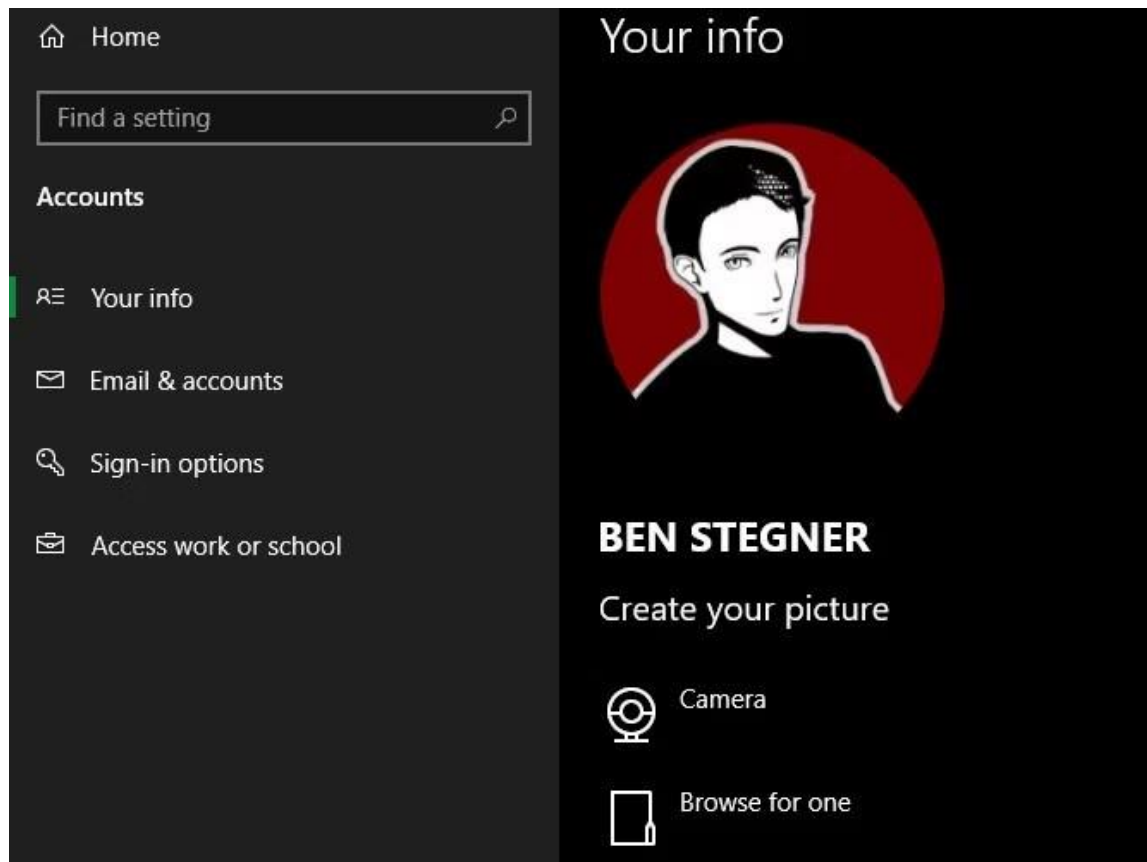 Home
Find a setting
Accounts
Your info
Email & accounts
Sign-in options
Access work or school
Your info
BEN STEGNER
Create your picture
Camera
Browse for one